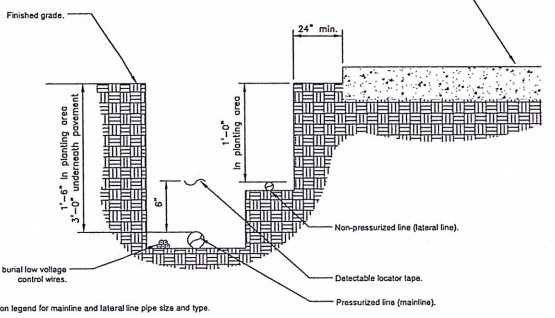 Finished grade.
24" min.
1'-6" in planting area
3'-0" underneath pavement
1'-0"
In planting area
6"
Non-pressurized line (lateral line).
burial low voltage
control wires.
Detectable locator tape.
Pressurized line (mainline).
on legend for mainline and lateral line pipe size and type.